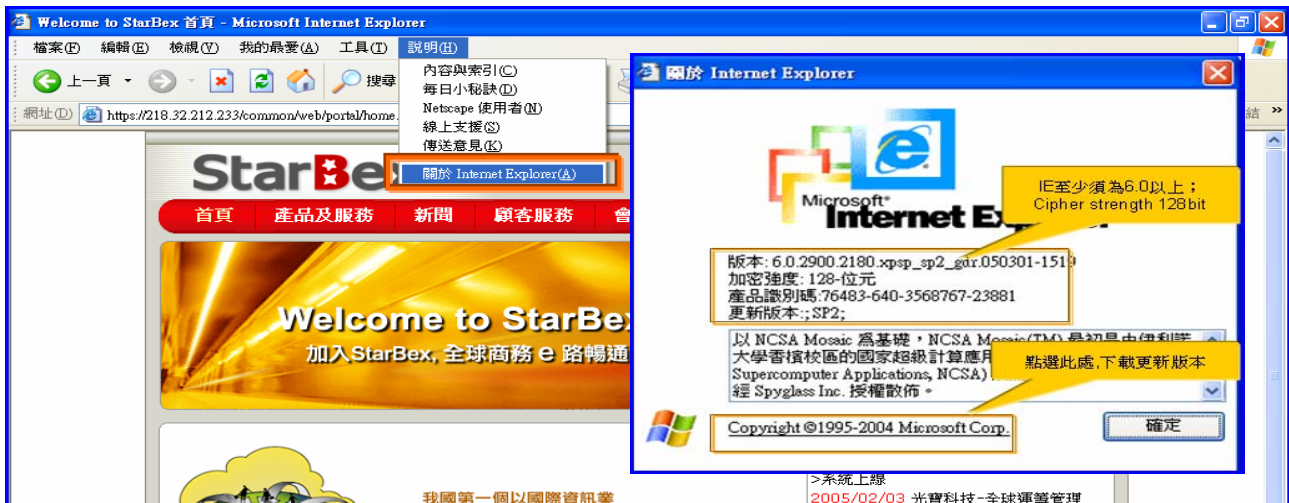 Welcome to StarBex 首頁 - Microsoft Internet Explorer
檔案(F) 編輯(E) 檢視(V) 我的最愛(A) 工具(T) 說明(H)
上一頁 搜尋
網址(D) https://218.32.212.233/common/web/portal/home.
結 »
內容與索引(C)
每日小秘訣(D)
Netscape 使用者(N)
線上支援(S)
傳送意見(K)
關於 Internet Explorer(A)
StarBe
首頁 產品及服務 新聞 顧客服務 會
Welcome to StarBe
加入StarBex, 全球商務 e 路暢通
我國第一個以國際資訊業
>系統上線
2005/02/03 光寶科技-全球運籌管理
關於 Internet Explorer
Microsoft
Internet Ex
IE至少須為6.0以上；
Cipher strength 128bit
版本: 6.0.2900.2180.xpsp_sp2_gdr.050301-1519
加密強度: 128-位元
產品識別碼:76483-640-3568767-23881
更新版本:;SP2;
以 NCSA Mosaic 為基礎，NCSA Mosaic(TM) 最初是由伊利諾
大學香檳校區的國家超級計算應用
Supercomputer Applications, NCSA)
經 Spyglass Inc. 授權散佈。
點選此處,下載更新版本
Copyright ©1995-2004 Microsoft Corp.
確定